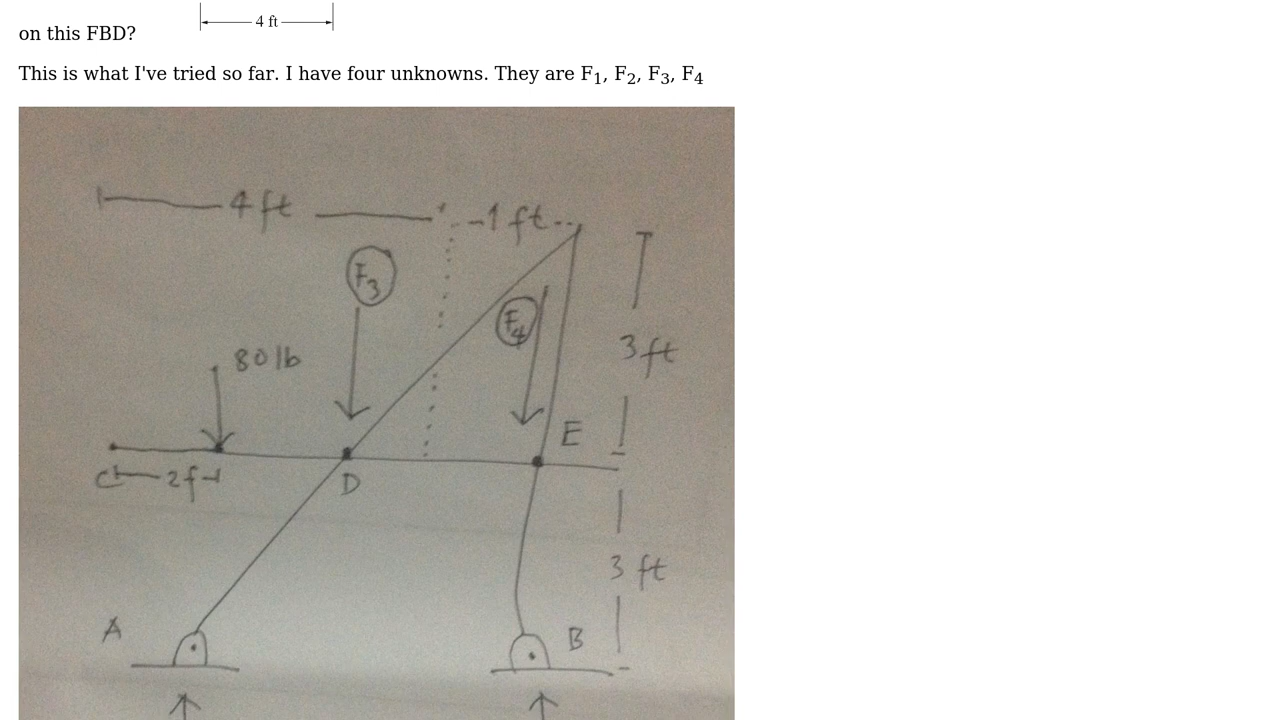 4 ft
on this FBD?
This is what I've tried so far. I have four unknowns. They are F1, F2, F3, F4
4 ft
1 ft
F3
F4
80 lb
3 ft
E
C
2 ft
D
3 ft
A
B